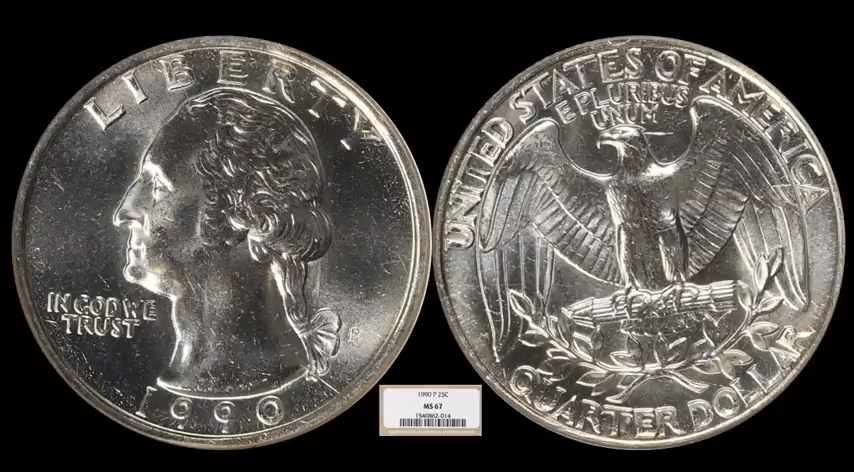 LIBERTY
IN GOD WE
TRUST
P
1990
UNITED STATES OF AMERICA
E PLURIBUS
UNUM
QUARTER DOLLAR
1990 P 25C
MS 67
1540862-014